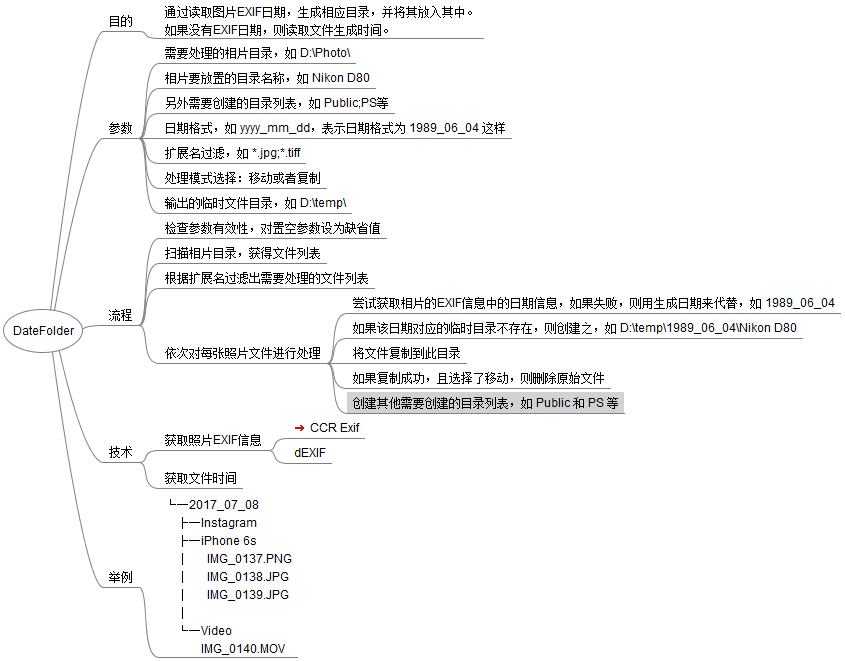 DateFolder
目的
通过读取图片EXIF日期，生成相应目录，并将其放入其中。
如果没有EXIF日期，则读取文件生成时间。
参数
需要处理的相片目录，如 D:\Photo\
相片要放置的目录名称，如 Nikon D80
另外需要创建的目录列表，如 Public;PS等
日期格式，如 yyyy_mm_dd，表示日期格式为 1989_06_04 这样
扩展名过滤，如 *.jpg;*.tiff
处理模式选择：移动或者复制
输出的临时文件目录，如 D:\temp\
流程
检查参数有效性，对置空参数设为缺省值
扫描相片目录，获得文件列表
根据扩展名过滤出需要处理的文件列表
依次对每张照片文件进行处理
尝试获取相片的EXIF信息中的日期信息，如果失败，则用生成日期来代替，如 1989_06_04
如果该日期对应的临时目录不存在，则创建之，如 D:\temp\1989_06_04\Nikon D80
将文件复制到此目录
如果复制成功，且选择了移动，则删除原始文件
创建其他需要创建的目录列表，如 Public 和 PS 等
技术
获取照片EXIF信息
CCR Exif
dEXIF
获取文件时间
举例
└─2017_07_08
├─Instagram
├─iPhone 6s
│ IMG_0137.PNG
│ IMG_0138.JPG
│ IMG_0139.JPG
│
└─Video
IMG_0140.MOV